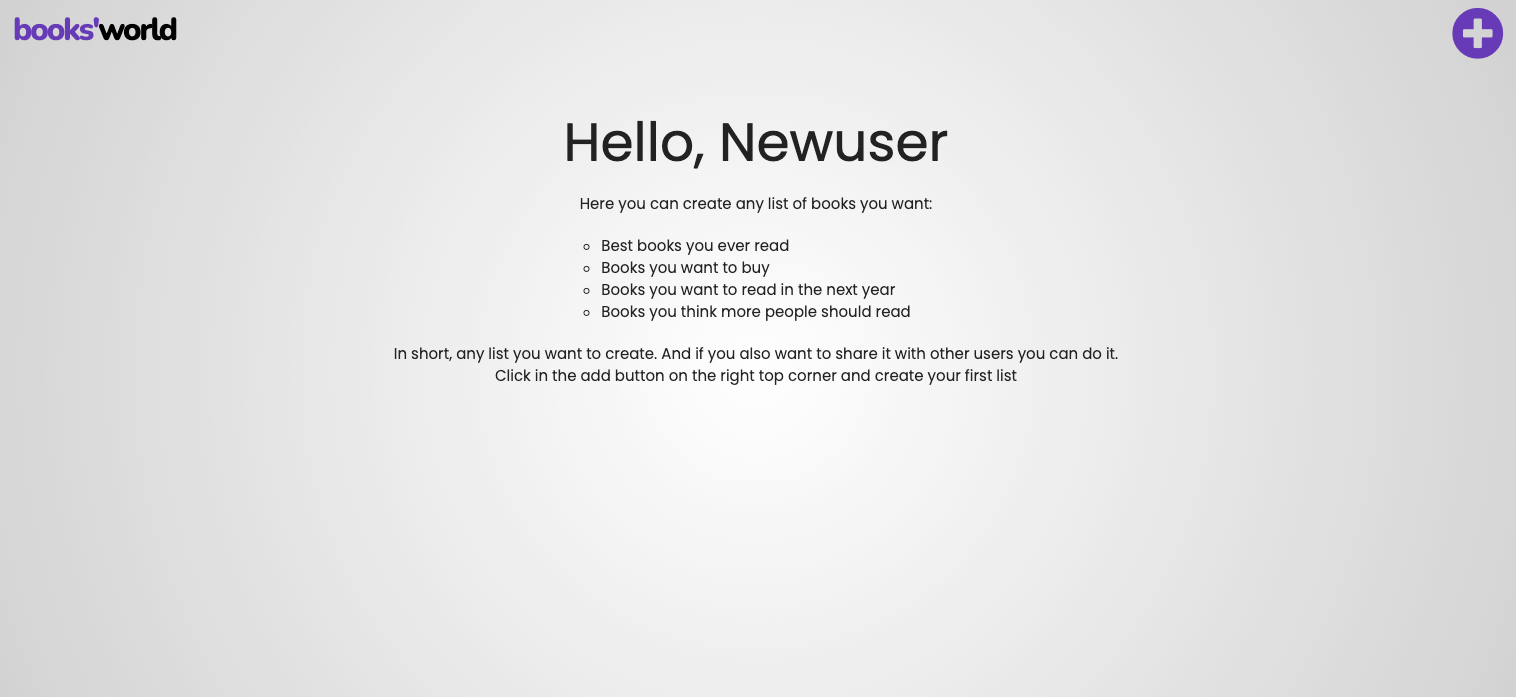 books'world
Hello, Newuser
Here you can create any list of books you want:
Best books you ever read
Books you want to buy
Books you want to read in the next year
Books you think more people should read
In short, any list you want to create. And if you also want to share it with other users you can do it.
Click in the add button on the right top corner and create your first list